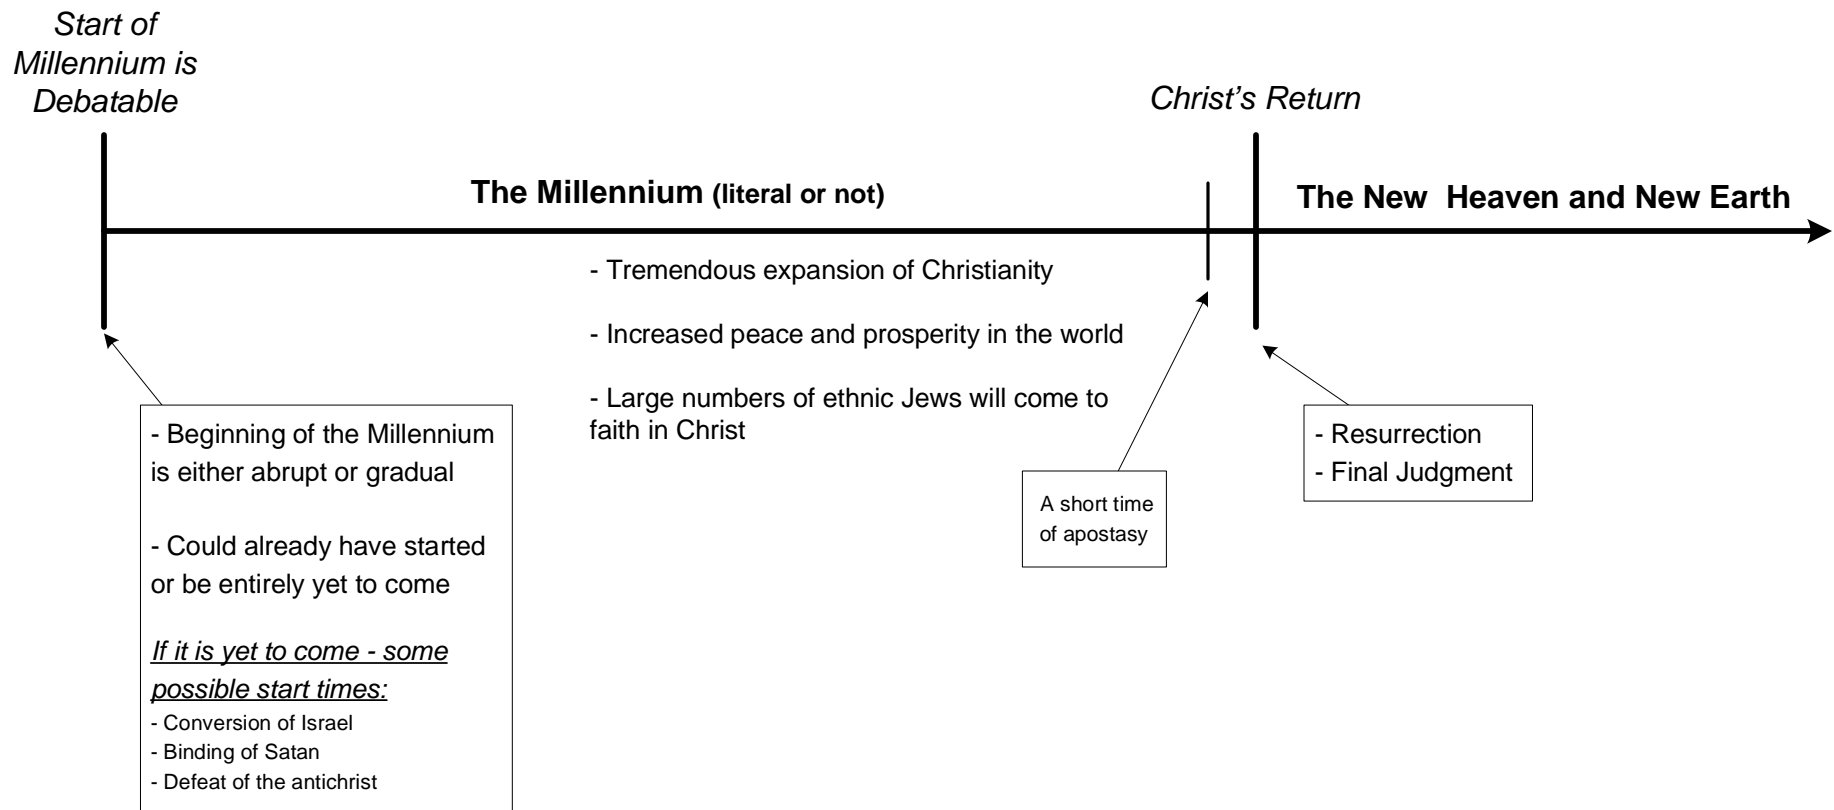 Start of
Millennium is
Debatable
Christ's Return
The Millennium (literal or not)
The New  Heaven and New Earth
- Tremendous expansion of Christianity
- Increased peace and prosperity in the world
- Large numbers of ethnic Jews will come to
faith in Christ
- Beginning of the Millennium
is either abrupt or gradual
- Could already have started
or be entirely yet to come
If it is yet to come - some
possible start times:
- Conversion of Israel
- Binding of Satan
- Defeat of the antichrist
A short time
of apostasy
- Resurrection
- Final Judgment